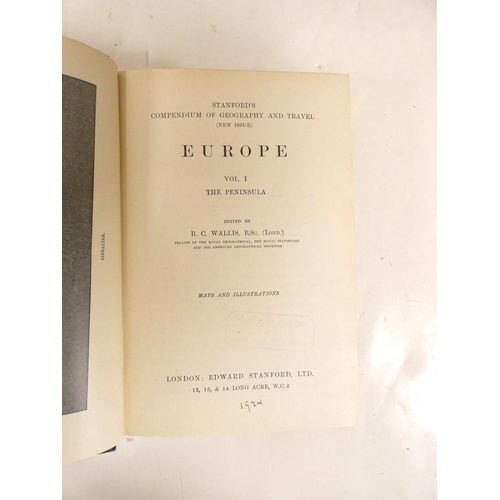 GIBRALTAR.
STANFORD'S
COMPENDIUM OF GEOGRAPHY AND TRAVEL
(NEW ISSUE)
EUROPE
VOL. I
THE PENINSULA
EDITED BY
B. C. WALLIS, B.Sc. (LOND.)
FELLOW OF THE ROYAL GEOGRAPHICAL, THE ROYAL STATISTICAL
AND THE AMERICAN GEOGRAPHICAL SOCIETIES
MAPS AND ILLUSTRATIONS
LONDON: EDWARD STANFORD, LTD.
12, 13, & 14 LONG ACRE, W.C. 2
1924